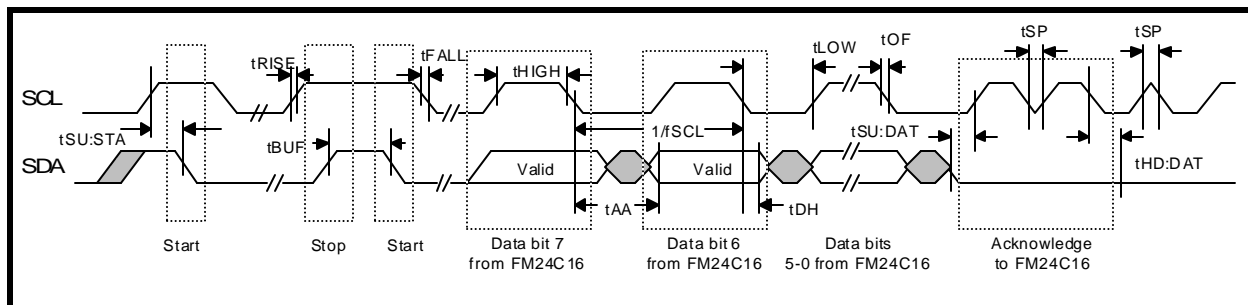 tSP
tSP
tRISE
tFALL
tHIGH
tLOW
tOF
SCL
tSU:STA
tBUF
1/fSCL
tSU:DAT
tHD:DAT
SDA
Valid
Valid
tAA
tDH
Start
Stop
Start
Data bit 7
from FM24C16
Data bit 6
from FM24C16
Data bits
5-0 from FM24C16
Acknowledge
to FM24C16